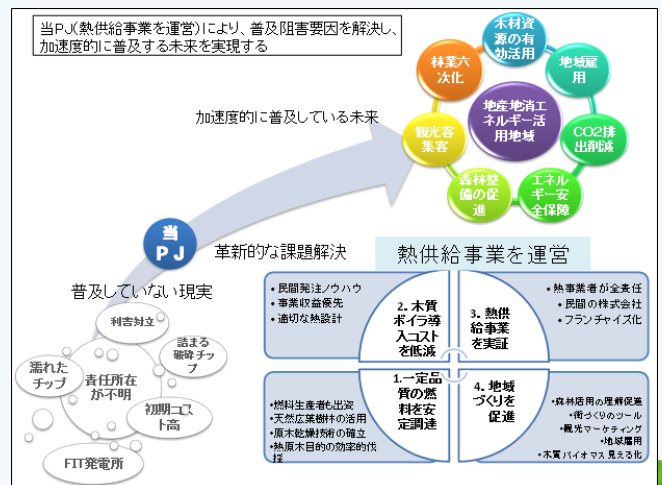 当PJ(熱供給事業を運営)により、普及阻害要因を解決し、
加速度的に普及する未来を実現する
加速度的に普及している未来
木材資
源の有
効活用
地域雇
用
CO2排
出削減
エネル
ギー安
全保障
森林整
備の促
進
観光客
集客
林業六
次化
地産地消エ
ネルギー活
用地域
当
PJ
革新的な課題解決
普及していない現実
利害対立
詰まる
破砕チッ
プ
濡れた
チップ
責任所在
が不明
初期コス
ト高
FIT発電所
熱供給事業を運営
•民間発注ノウハウ
•事業収益優先
•適切な熱設計
2. 木質
ボイラ導
入コスト
を低減
3. 熱供
給事業
を実証
•熱事業者が全責任
•民間の株式会社
•フランチャイズ化
•燃料生産者も出資
•天然広葉樹林の活用
•原木乾燥技術の確立
•熱原木目的の効率的伐
採
1.一定品
質の燃
料を安
定調達
4. 地域
づくりを
促進
•森林活用の理解促進
•街づくりのツール
•観光マーケティング
•地域雇用
•木質バイオマス見える化